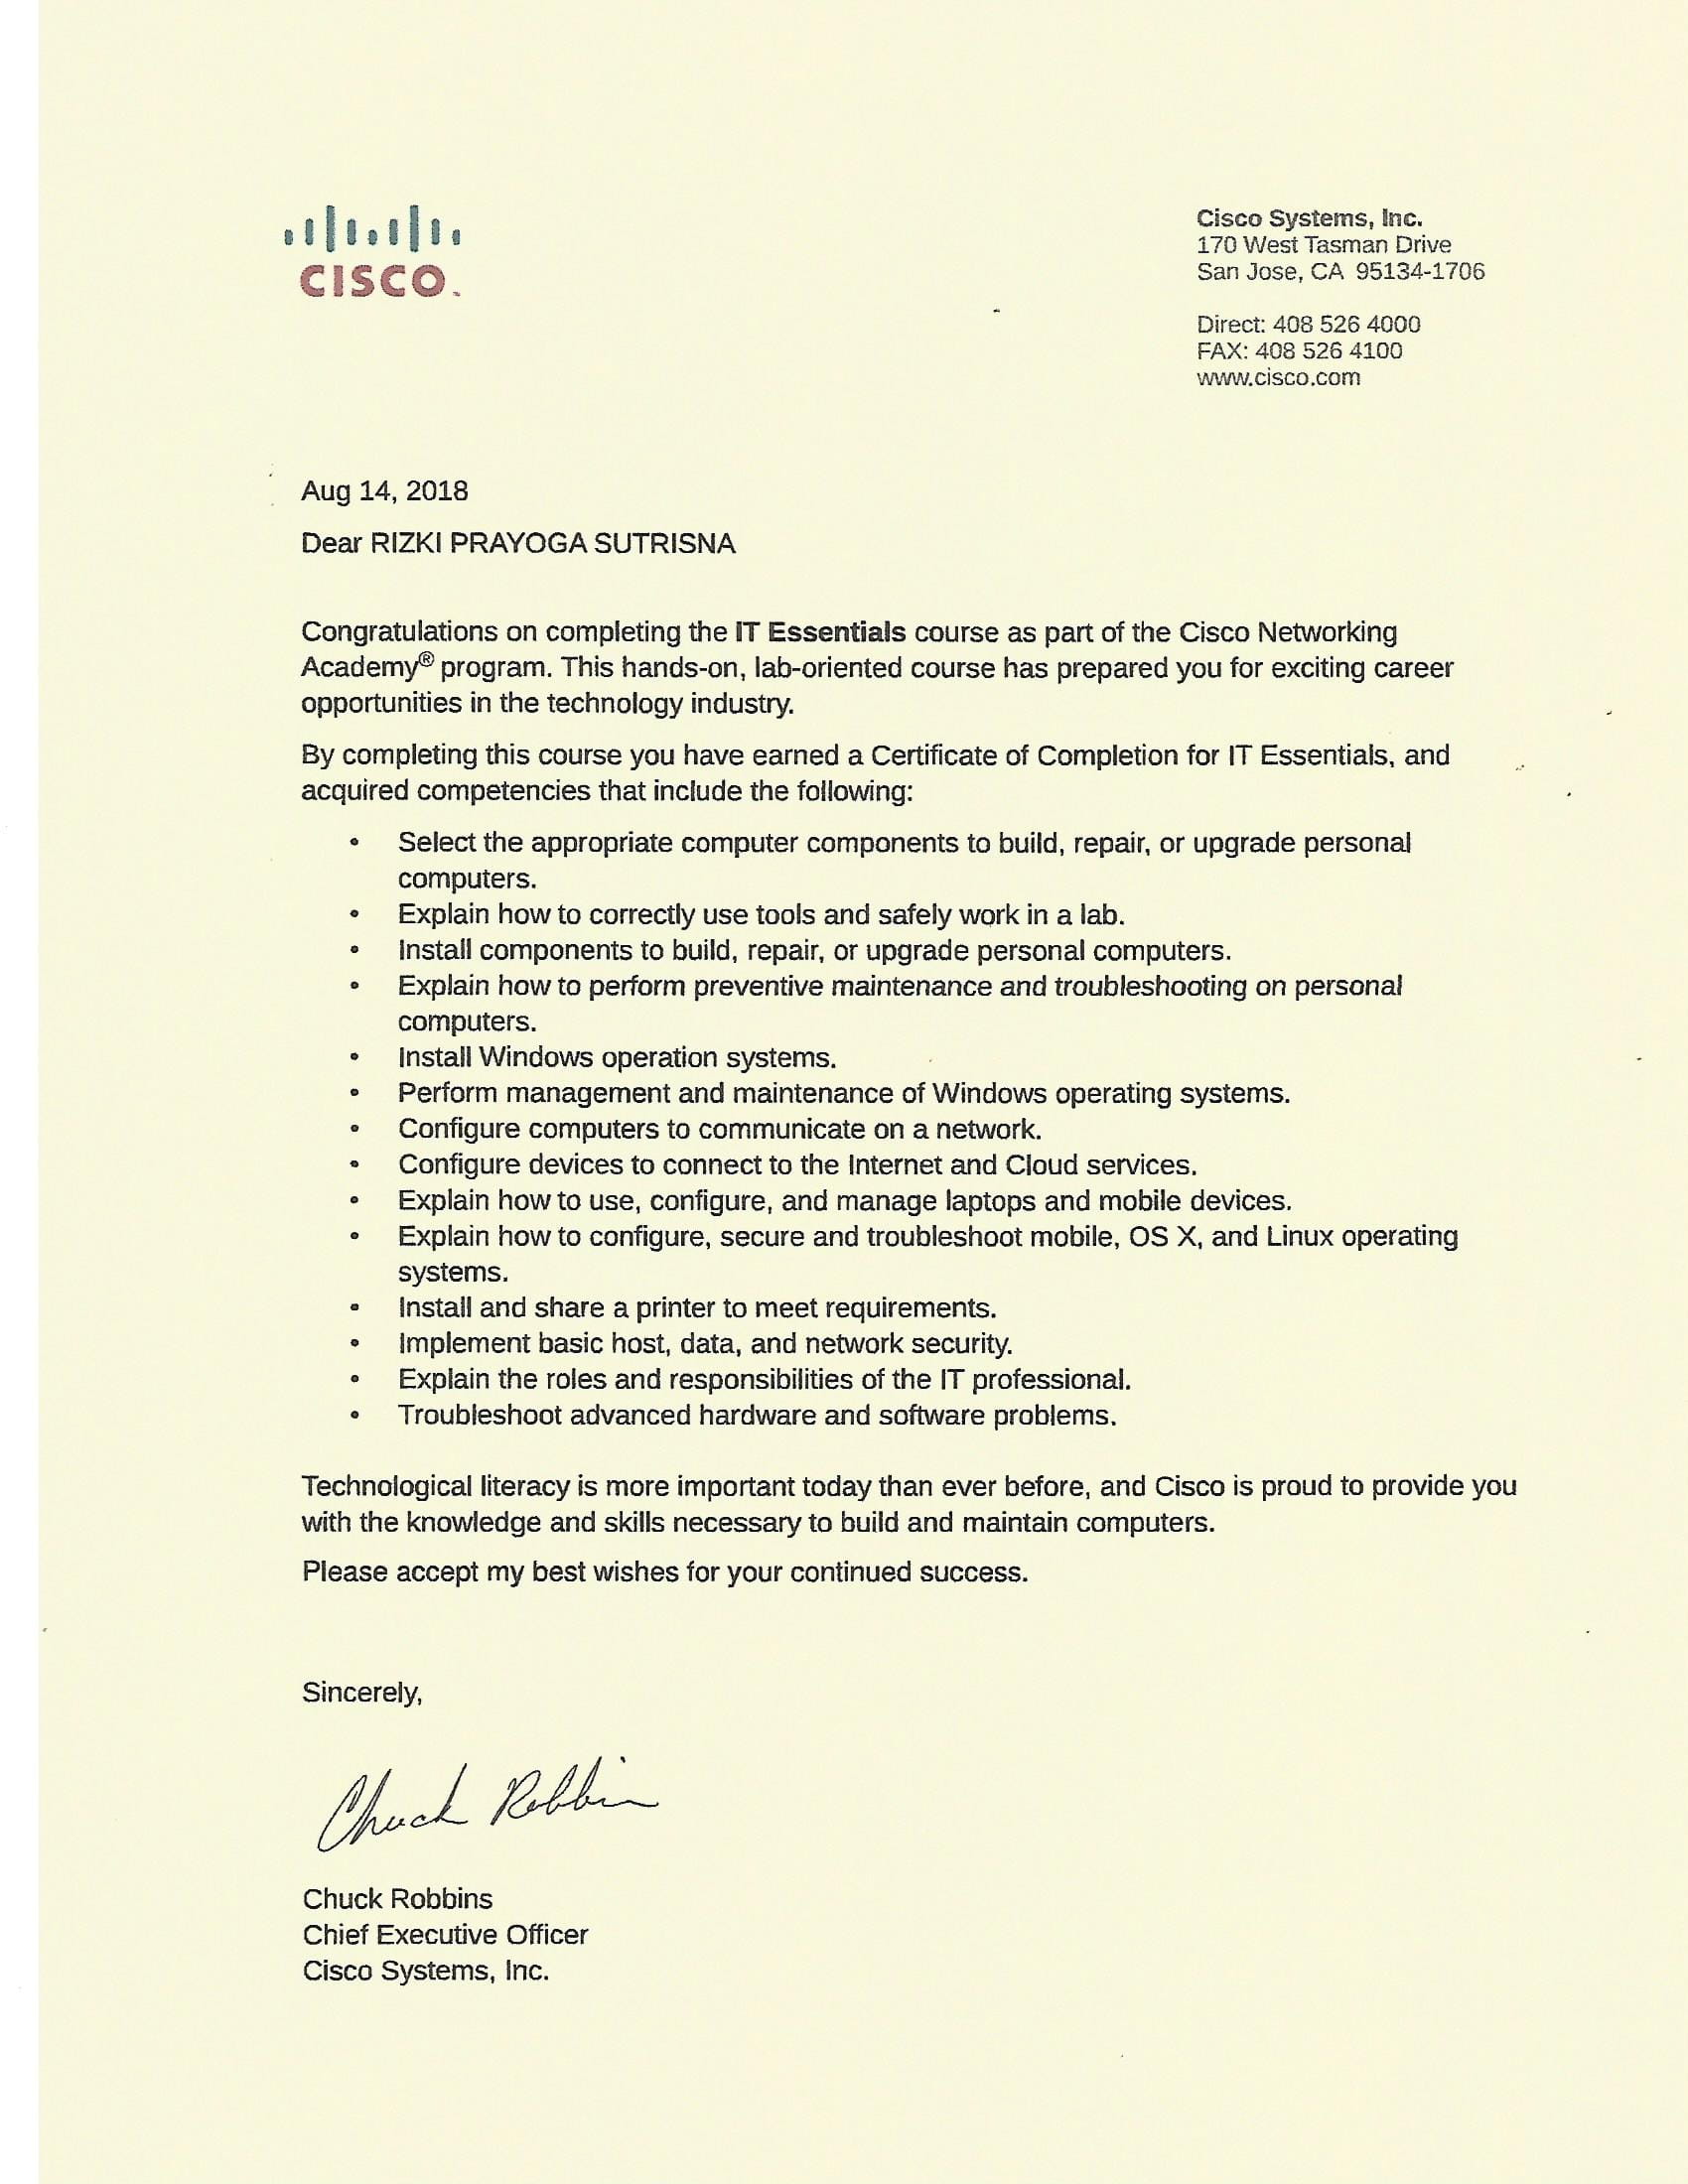 CISCO.
Cisco Systems, Inc.
170 West Tasman Drive
San Jose, CA 95134-1706
Direct: 408 526 4000
FAX: 408 526 4100
www.cisco.com
Aug 14, 2018
Dear RIZKI PRAYOGA SUTRISNA
Congratulations on completing the IT Essentials course as part of the Cisco Networking
Academy® program. This hands-on, lab-oriented course has prepared you for exciting career
opportunities in the technology industry.
By completing this course you have earned a Certificate of Completion for IT Essentials, and
acquired competencies that include the following:
• Select the appropriate computer components to build, repair, or upgrade personal
computers.
• Explain how to correctly use tools and safely work in a lab.
• Install components to build, repair, or upgrade personal computers.
• Explain how to perform preventive maintenance and troubleshooting on personal
computers.
• Install Windows operation systems.
• Perform management and maintenance of Windows operating systems.
• Configure computers to communicate on a network.
• Configure devices to connect to the Internet and Cloud services.
• Explain how to use, configure, and manage laptops and mobile devices.
• Explain how to configure, secure and troubleshoot mobile, OS X, and Linux operating
systems.
• Install and share a printer to meet requirements.
• Implement basic host, data, and network security.
• Explain the roles and responsibilities of the IT professional.
• Troubleshoot advanced hardware and software problems.
Technological literacy is more important today than ever before, and Cisco is proud to provide you
with the knowledge and skills necessary to build and maintain computers.
Please accept my best wishes for your continued success.
Sincerely,
Chuck Robbins
Chuck Robbins
Chief Executive Officer
Cisco Systems, Inc.